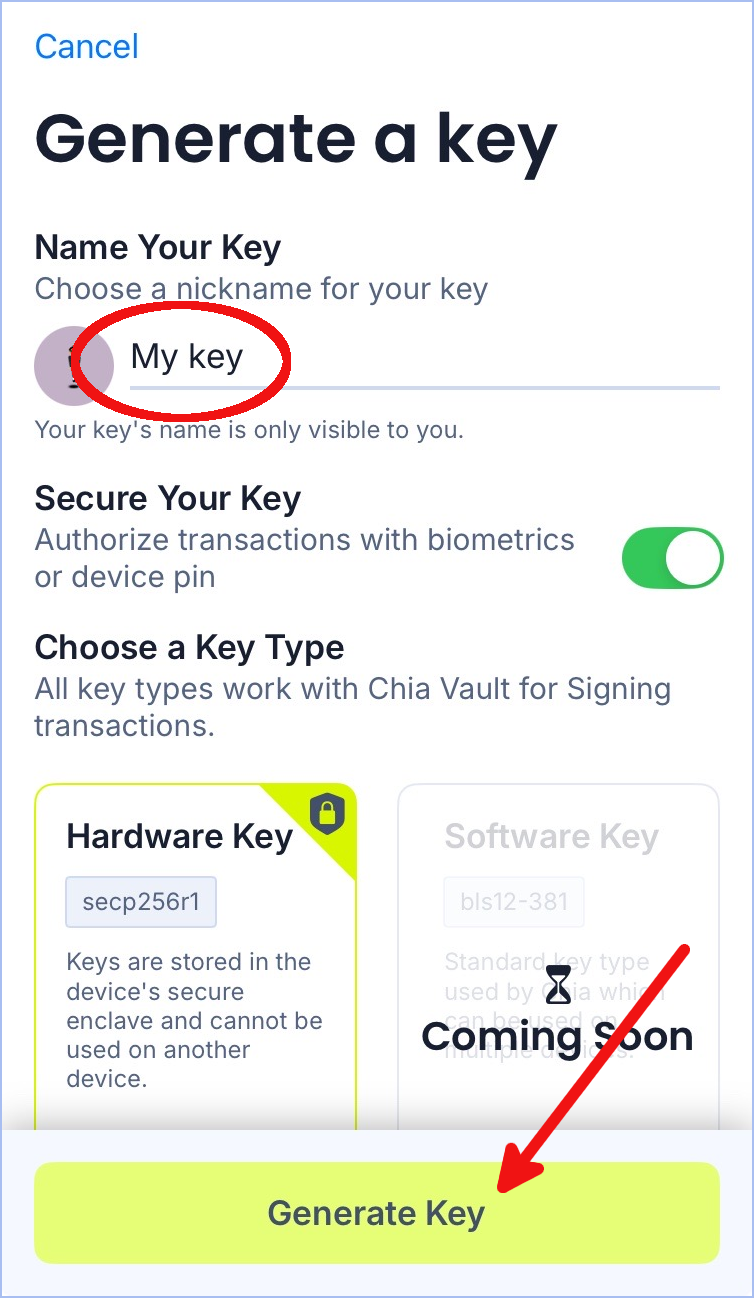 Cancel
Generate a key
Name Your Key
Choose a nickname for your key
My key
Your key's name is only visible to you.
Secure Your Key
Authorize transactions with biometrics
or device pin
Choose a Key Type
All key types work with Chia Vault for Signing
transactions.
Hardware Key
secp256r1
Keys are stored in the
device's secure
enclave and cannot be
used on another
device.
Software Key
bls12-381
Standard key type
used by Chia which
can be used on
multiple devices.
Coming Soon
Generate Key